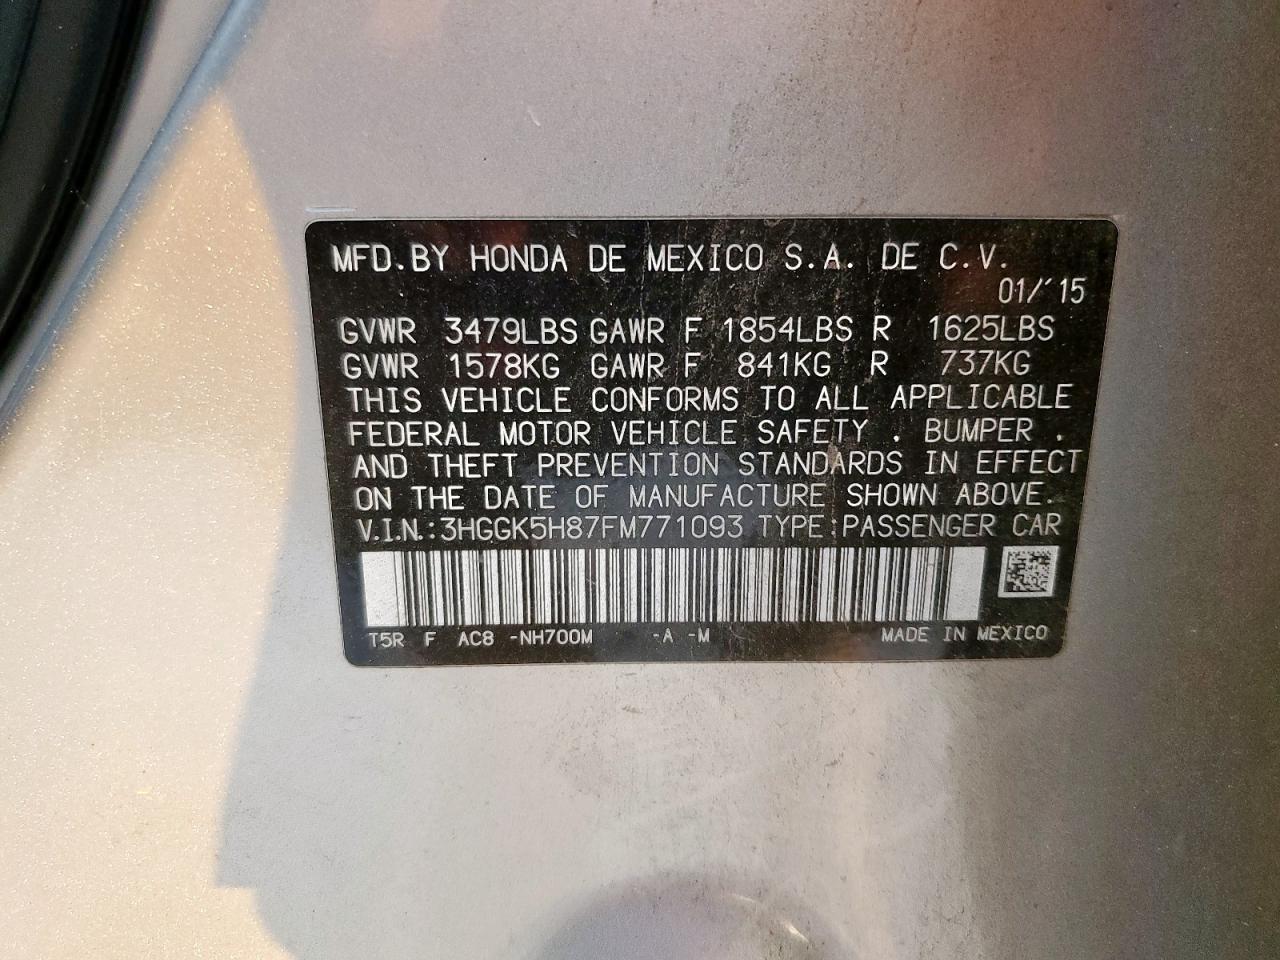 MFD.BY HONDA DE MEXICO S.A. DE C.V.
01/'15
GVWR 3479LBS GAWR F 1854LBS R 1625LBS
GVWR 1578KG GAWR F 841KG R 737KG
THIS VEHICLE CONFORMS TO ALL APPLICABLE
FEDERAL MOTOR VEHICLE SAFETY . BUMPER .
AND THEFT PREVENTION STANDARDS IN EFFECT
ON THE DATE OF MANUFACTURE SHOWN ABOVE.
V.I.N.:3HGGK5H87FM771093 TYPE:PASSENGER CAR
T5R F AC8 -NH700M -A -M MADE IN MEXICO